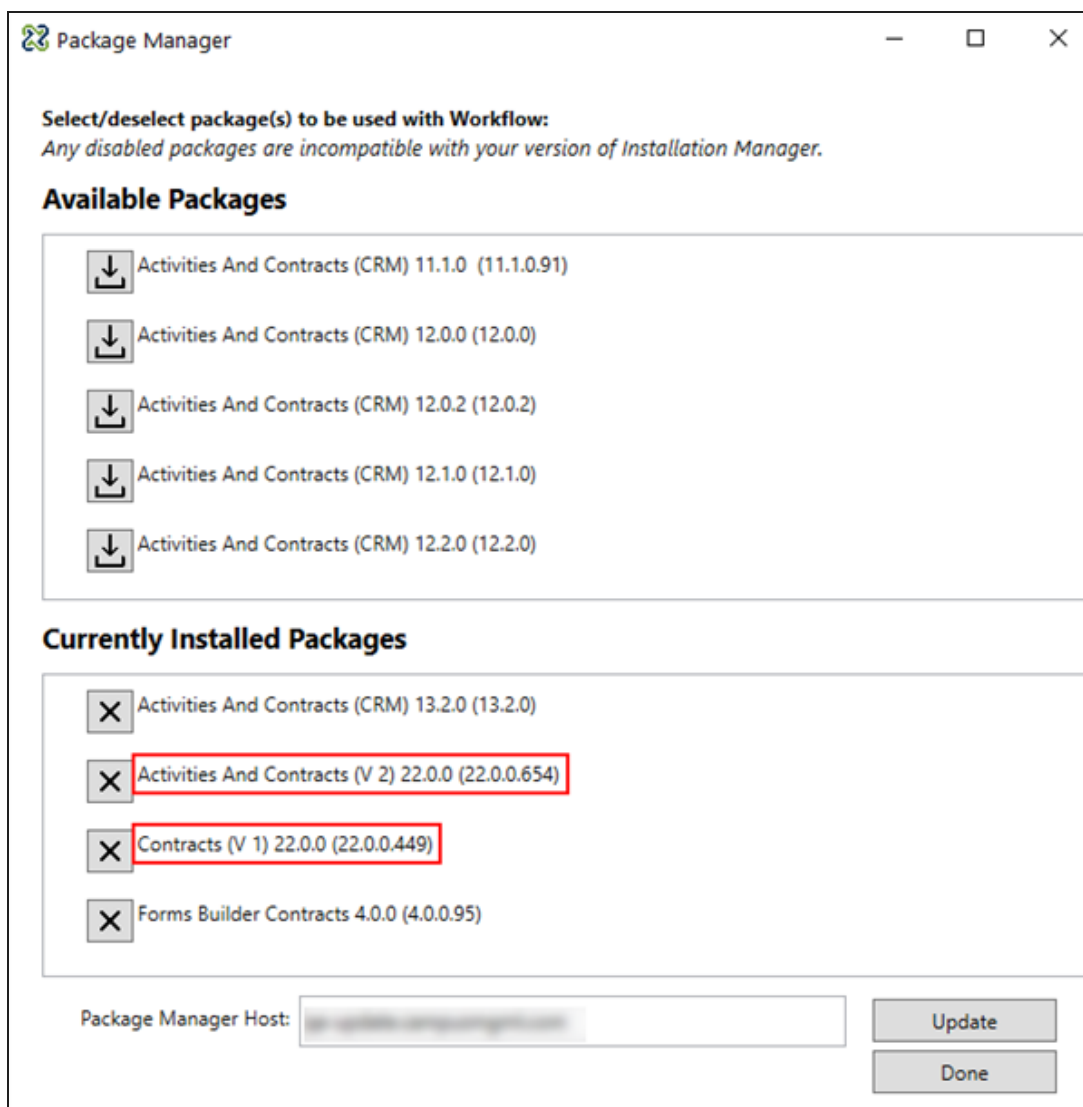 Package Manager
Select/deselect package(s) to be used with Workflow:
Any disabled packages are incompatible with your version of Installation Manager.
Available Packages
Activities And Contracts (CRM) 11.1.0  (11.1.0.91)
Activities And Contracts (CRM) 12.0.0 (12.0.0)
Activities And Contracts (CRM) 12.0.2 (12.0.2)
Activities And Contracts (CRM) 12.1.0 (12.1.0)
Activities And Contracts (CRM) 12.2.0 (12.2.0)
Currently Installed Packages
Activities And Contracts (CRM) 13.2.0 (13.2.0)
Activities And Contracts (V 2) 22.0.0 (22.0.0.654)
Contracts (V 1) 22.0.0 (22.0.0.449)
Forms Builder Contracts 4.0.0 (4.0.0.95)
Package Manager Host:
Update
Done